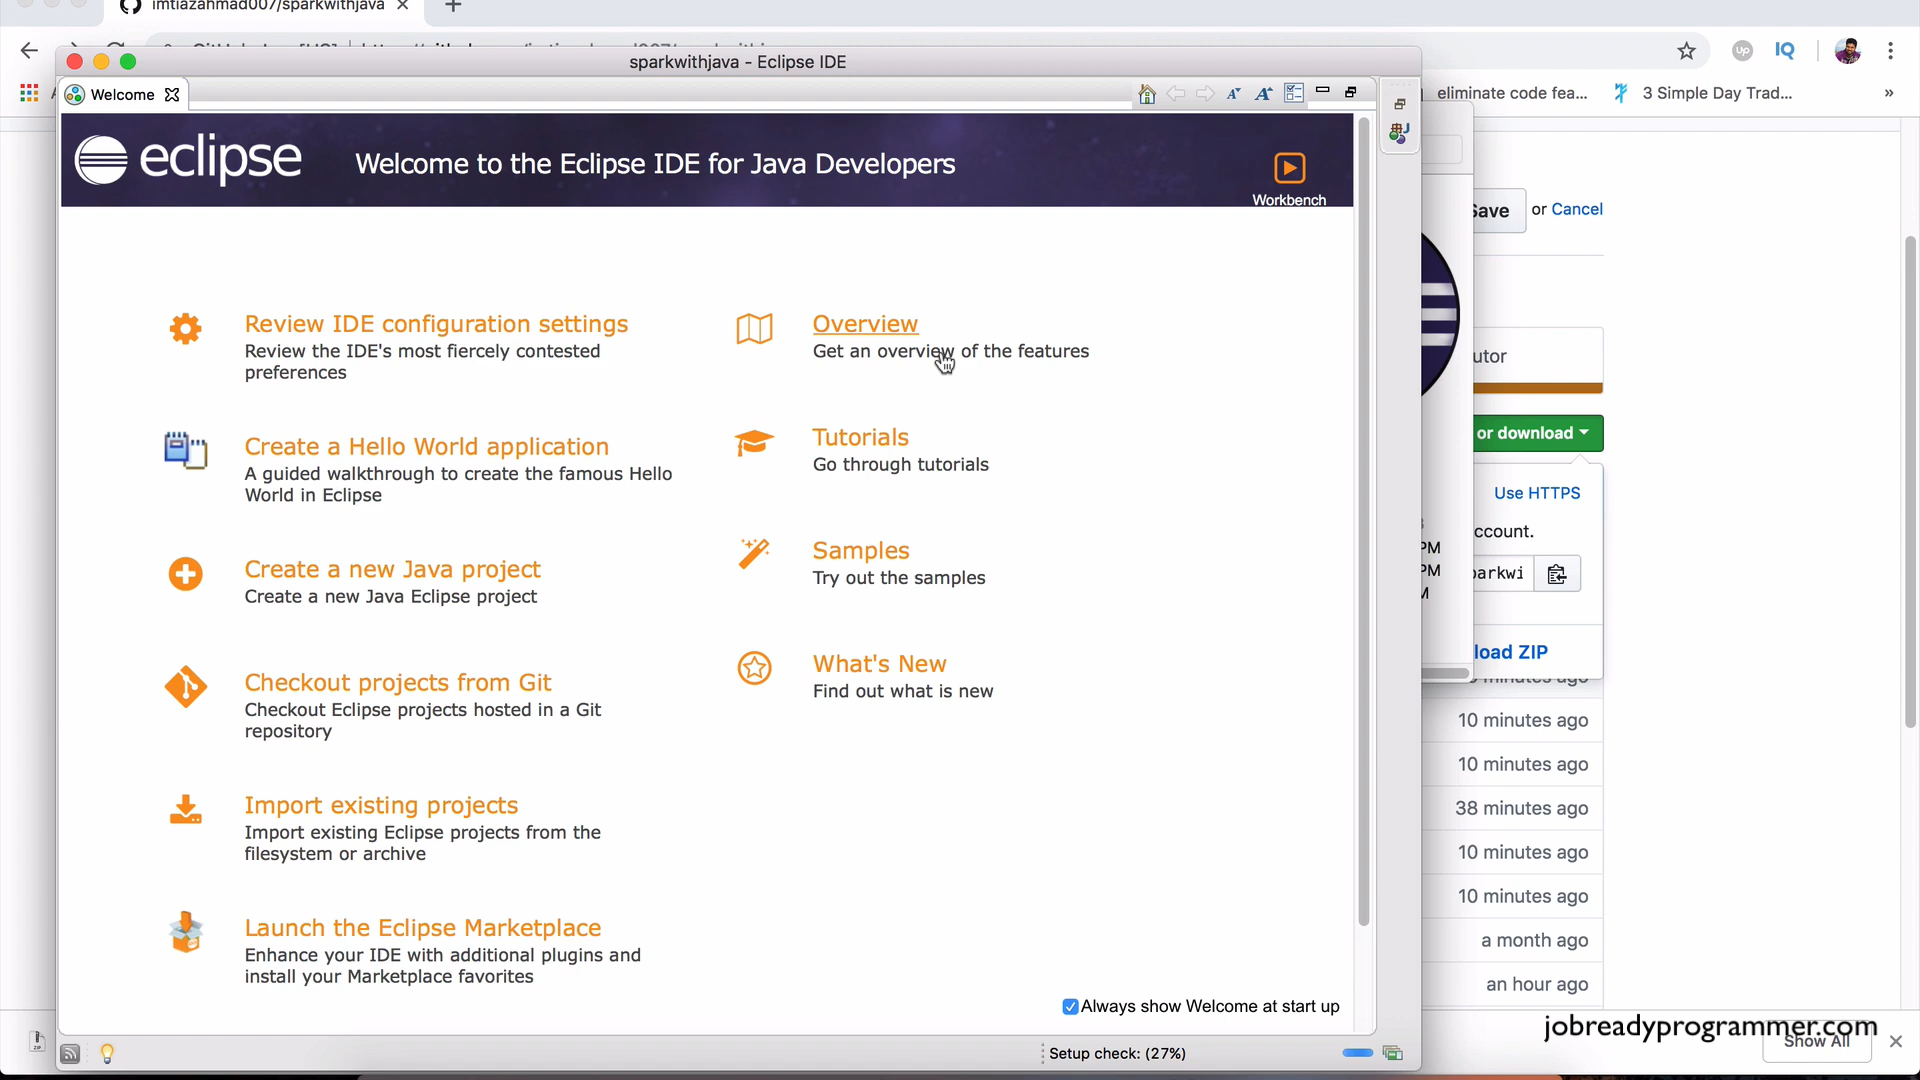 imtiazahmad007/sparkwithjava
sparkwithjava - Eclipse IDE
Welcome
eliminate code fea...
3 Simple Day Trad...
»
eclipse
Welcome to the Eclipse IDE for Java Developers
Workbench
Save or Cancel
Review IDE configuration settings
Review the IDE's most fiercely contested
preferences
Overview
Get an overview of the features
utor
Create a Hello World application
A guided walkthrough to create the famous Hello
World in Eclipse
Tutorials
Go through tutorials
or download
Use HTTPS
ccount.
PM
PM
M
parkwi
Create a new Java project
Create a new Java Eclipse project
Samples
Try out the samples
load ZIP
Checkout projects from Git
Checkout Eclipse projects hosted in a Git
repository
What's New
Find out what is new
minutes ago
10 minutes ago
10 minutes ago
38 minutes ago
10 minutes ago
10 minutes ago
a month ago
an hour ago
Import existing projects
Import existing Eclipse projects from the
filesystem or archive
Launch the Eclipse Marketplace
Enhance your IDE with additional plugins and
install your Marketplace favorites
Always show Welcome at start up
Setup check: (27%)
jobreadyprogrammer.com
Show All